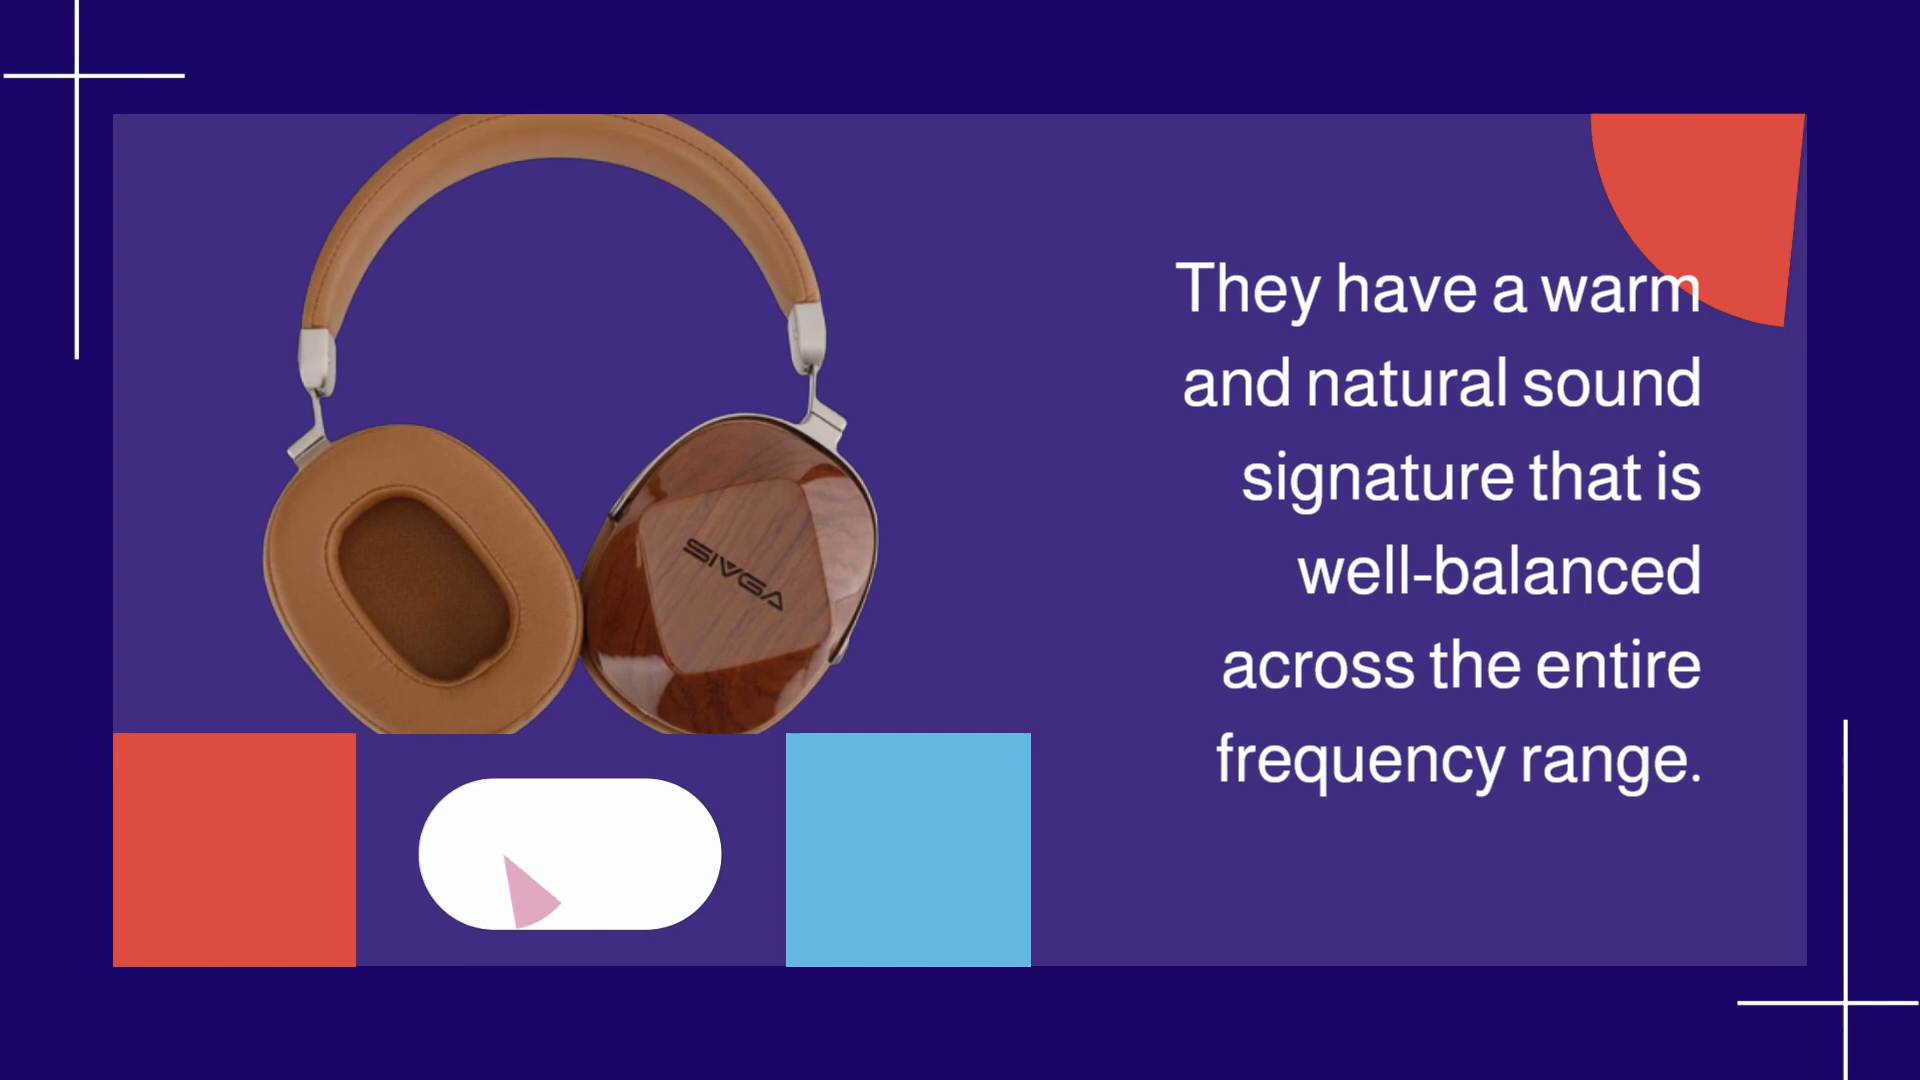 They have a warm
and natural sound
signature that is
well-balanced
across the entire
frequency range.
SIVGA